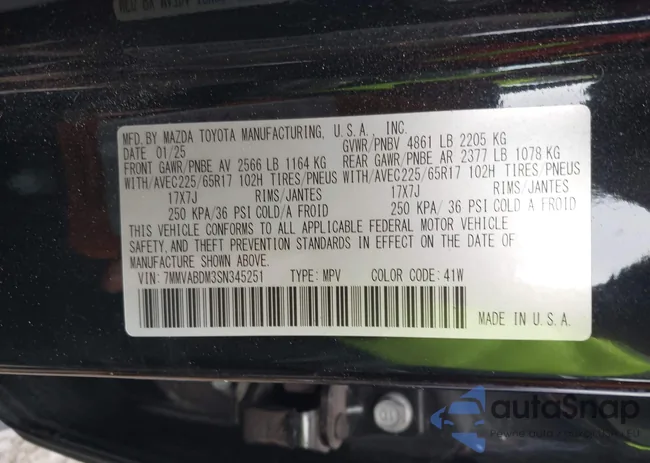 MFD. BY MAZDA TOYOTA MANUFACTURING, U.S.A., INC.
DATE 01/25 GVWR/PNBV 4861 LB 2205 KG
FRONT GAWR/PNBE AV 2566 LB 1164 KG REAR GAWR/PNBE AR 2377 LB 1078 KG
WITH/AVEC225/65R17 102H TIRES/PNEUS WITH/AVEC225/65R17 102H TIRES/PNEUS
17X7J RIMS/JANTES 17X7J RIMS/JANTES
250 KPA/36 PSI COLD/A FROID 250 KPA/ 36 PSI COLD/A FROID
THIS VEHICLE CONFORMS TO ALL APPLICABLE FEDERAL MOTOR VEHICLE
SAFETY, AND THEFT PREVENTION STANDARDS IN EFFECT ON THE DATE OF
MANUFACTURE SHOWN ABOVE.
VIN: 7MMVABDM3SN345251 TYPE: MPV COLOR CODE: 41W
MADE IN U.S.A.
autoSnap